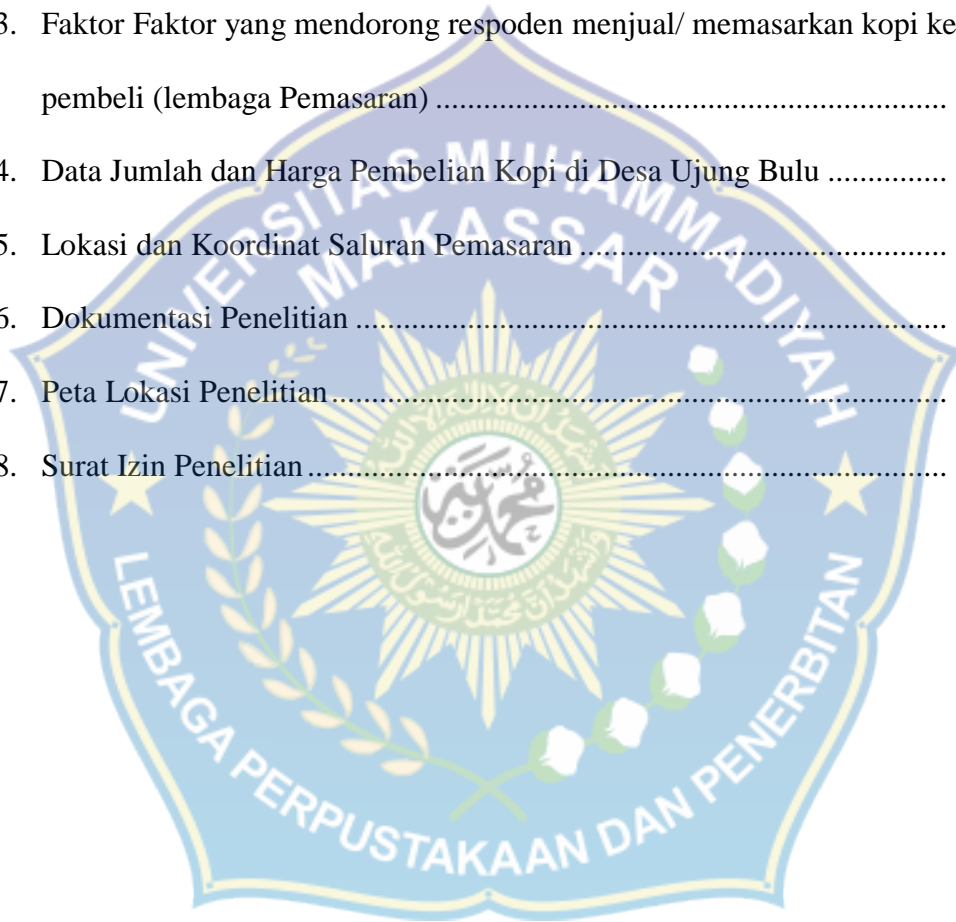 3. Faktor Faktor yang mendorong respoden menjual/ memasarkan kopi ke
pembeli (lembaga Pemasaran) ........................................................
4. Data Jumlah dan Harga Pembelian Kopi di Desa Ujung Bulu ...............
5. Lokasi dan Koordinat Saluran Pemasaran ........................................
6. Dokumentasi Penelitian .................................................................
7. Peta Lokasi Penelitian....................................................................
8. Surat Izin Penelitian ......................................................................
UNIVERSITAS MUHAMMADIYAH
MAKASSAR
LEMBAGA PERPUSTAKAAN DAN PENERBITAN